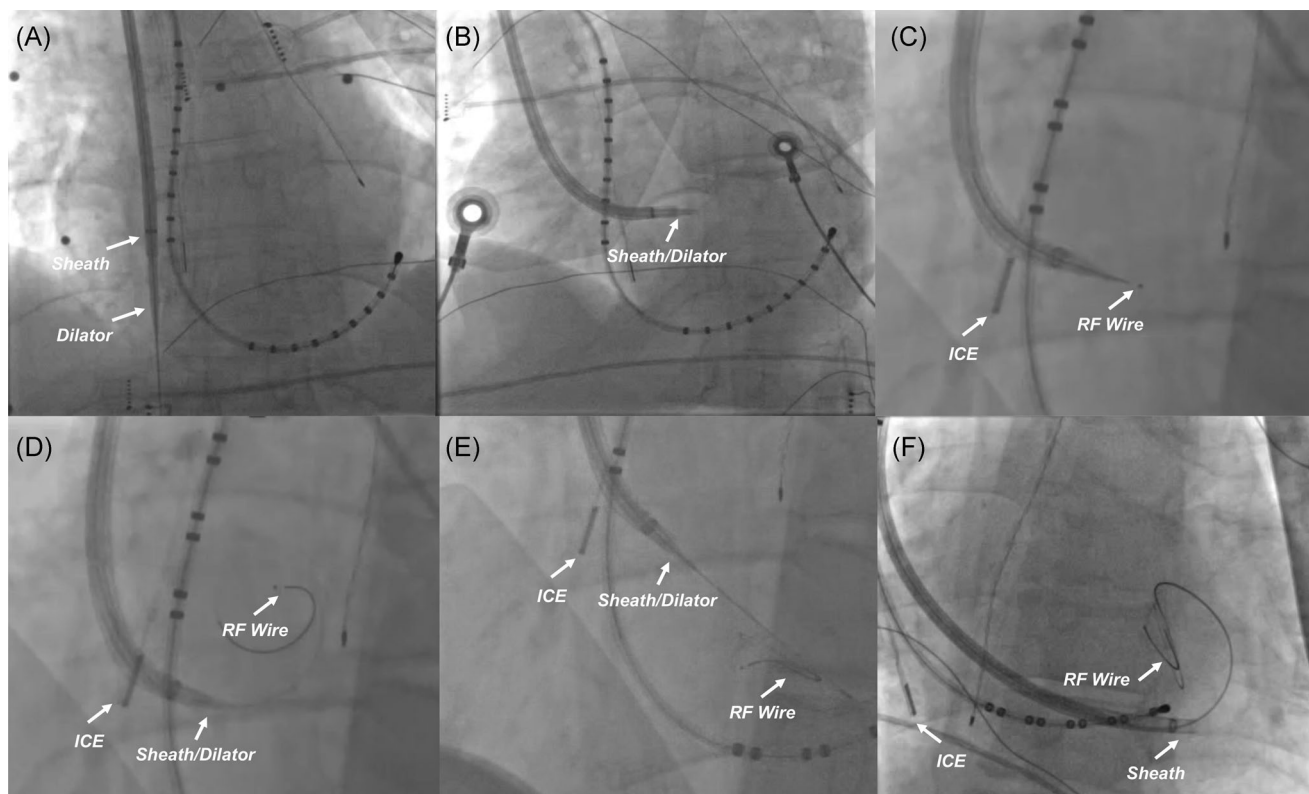 (A)
Sheath
Dilator
(B)
Sheath/Dilator
(C)
ICE
RF Wire
(D)
RF Wire
ICE
Sheath/Dilator
(E)
ICE
Sheath/Dilator
RF Wire
(F)
RF Wire
ICE
Sheath